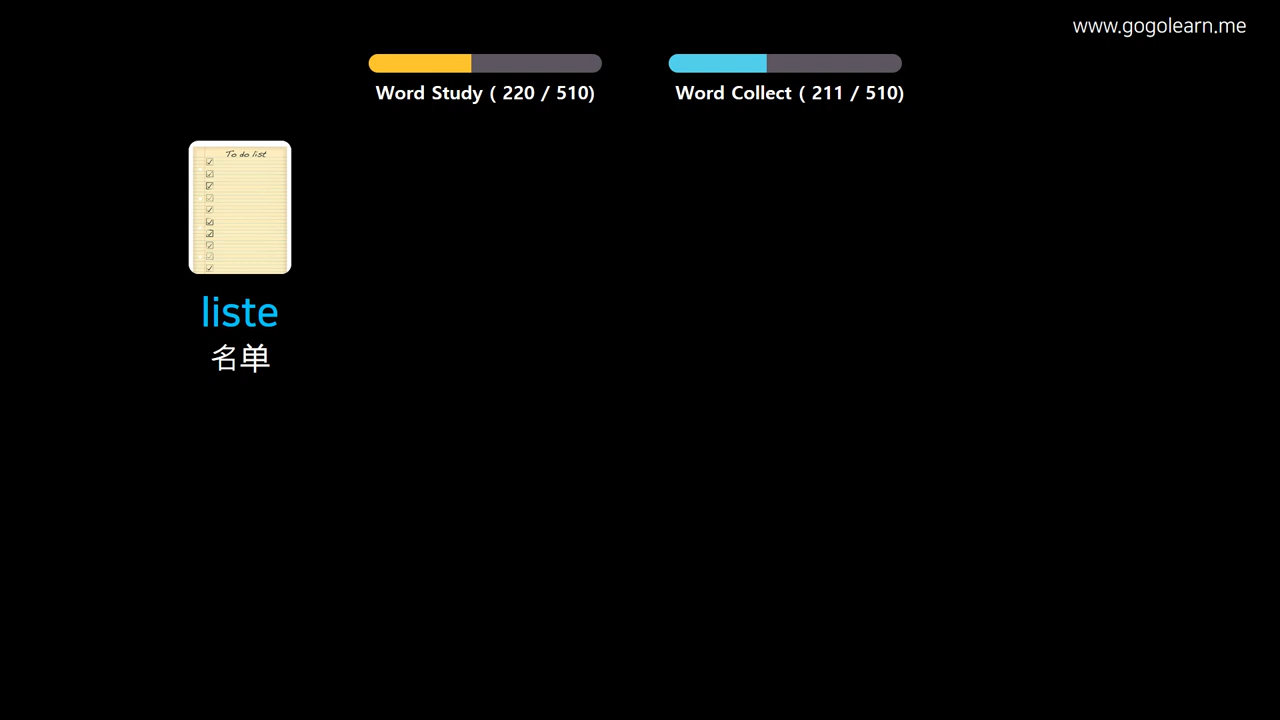 www.gogolearn.me
Word Study ( 220 / 510)
Word Collect ( 211 / 510)
To do list
liste
名单